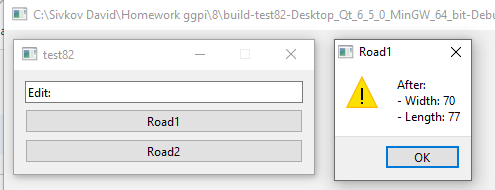 C:\Sivkov David\Homework ggpi\8\build-test82-Desktop_Qt_6_5_0_MinGW_64_bit-Debu
test82
Edit:
Road1
Road2
Road1
After:
- Width: 70
- Length: 77
OK